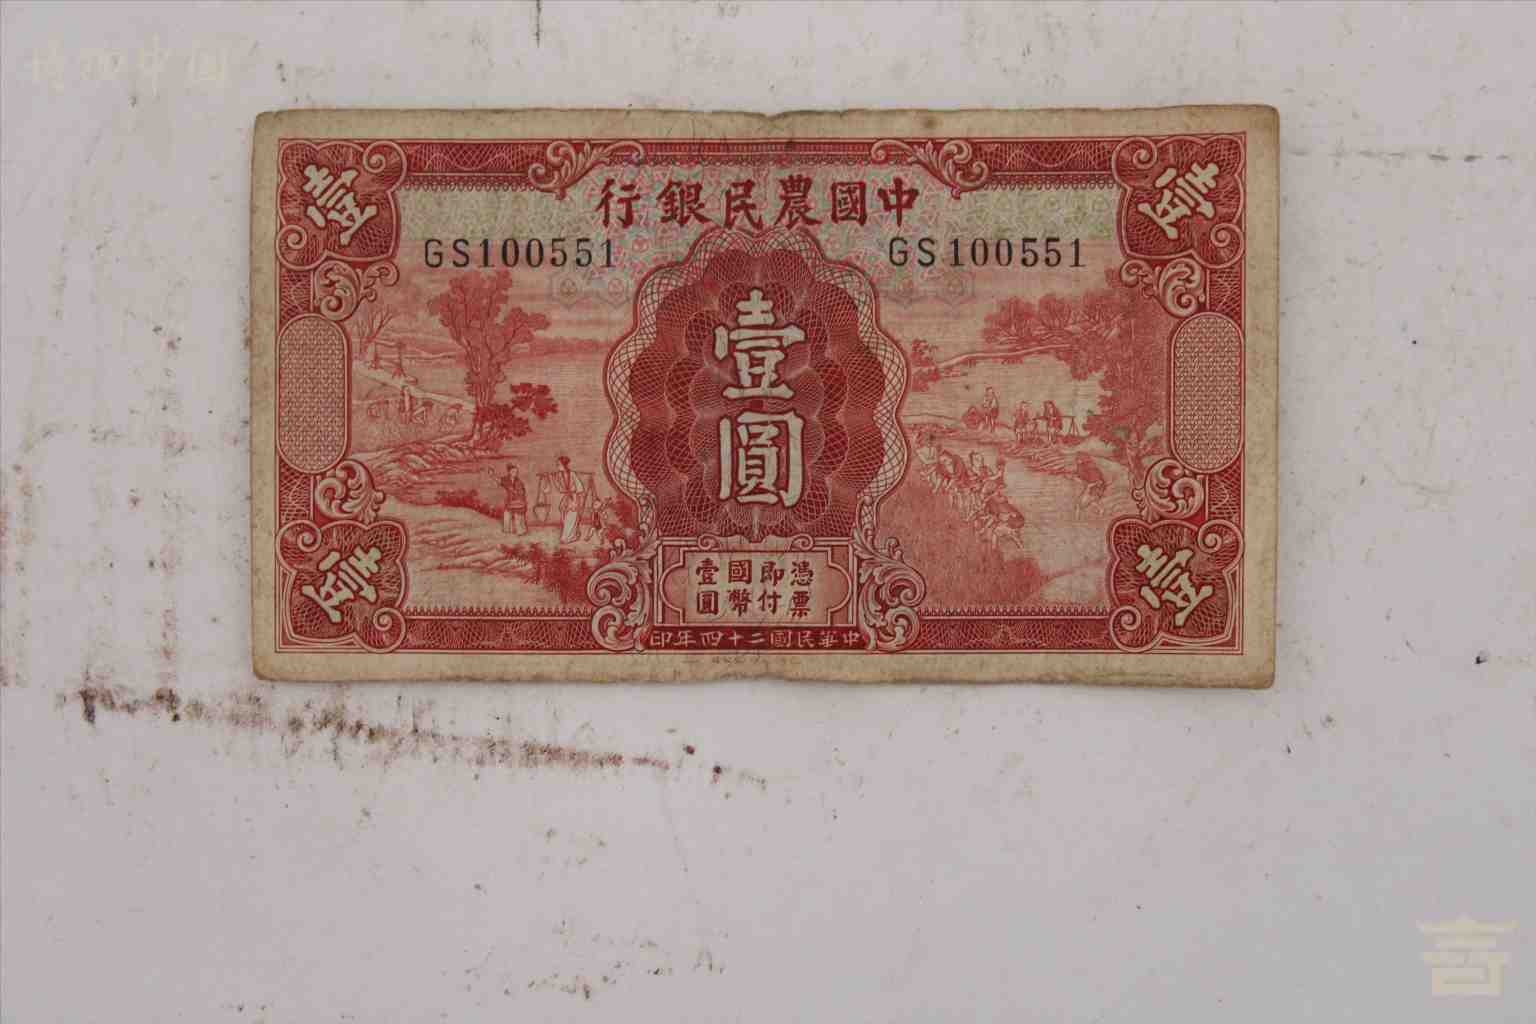 中國農民銀行
GS100551 GS100551
壹
壹
壹圓
憑票
即付
國幣
壹圓
壹
壹
中華民國二十四年印